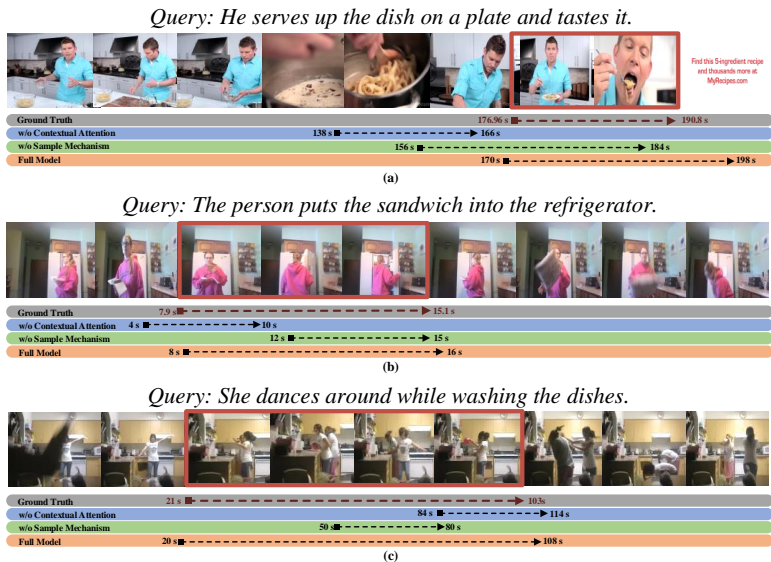 Query: He serves up the dish on a plate and tastes it.
Find this 5-ingredient recipe
and thousands more at
MyRecipes.com
Ground Truth 176.96 s 190.8 s
w/o Contextual Attention 138 s 166 s
w/o Sample Mechanism 156 s 184 s
Full Model 170 s 198 s
(a)
Query: The person puts the sandwich into the refrigerator.
Ground Truth 7.9 s 15.1 s
w/o Contextual Attention 4 s 10 s
w/o Sample Mechanism 12 s 15 s
Full Model 8 s 16 s
(b)
Query: She dances around while washing the dishes.
Ground Truth 21 s 103s
w/o Contextual Attention 84 s 114 s
w/o Sample Mechanism 50 s 80 s
Full Model 20 s 108 s
(c)